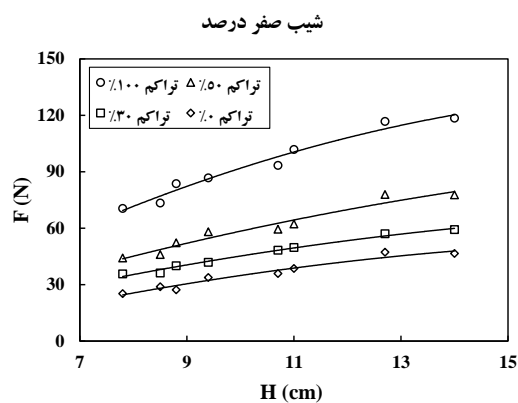 شیب صفر درصد
150
120
90
60
30
0
F (N)
تراکم ۱۰۰٪ تراکم ۵۰٪
تراکم ۳۰٪ تراکم ۰٪
7 9 11 13 15
H (cm)